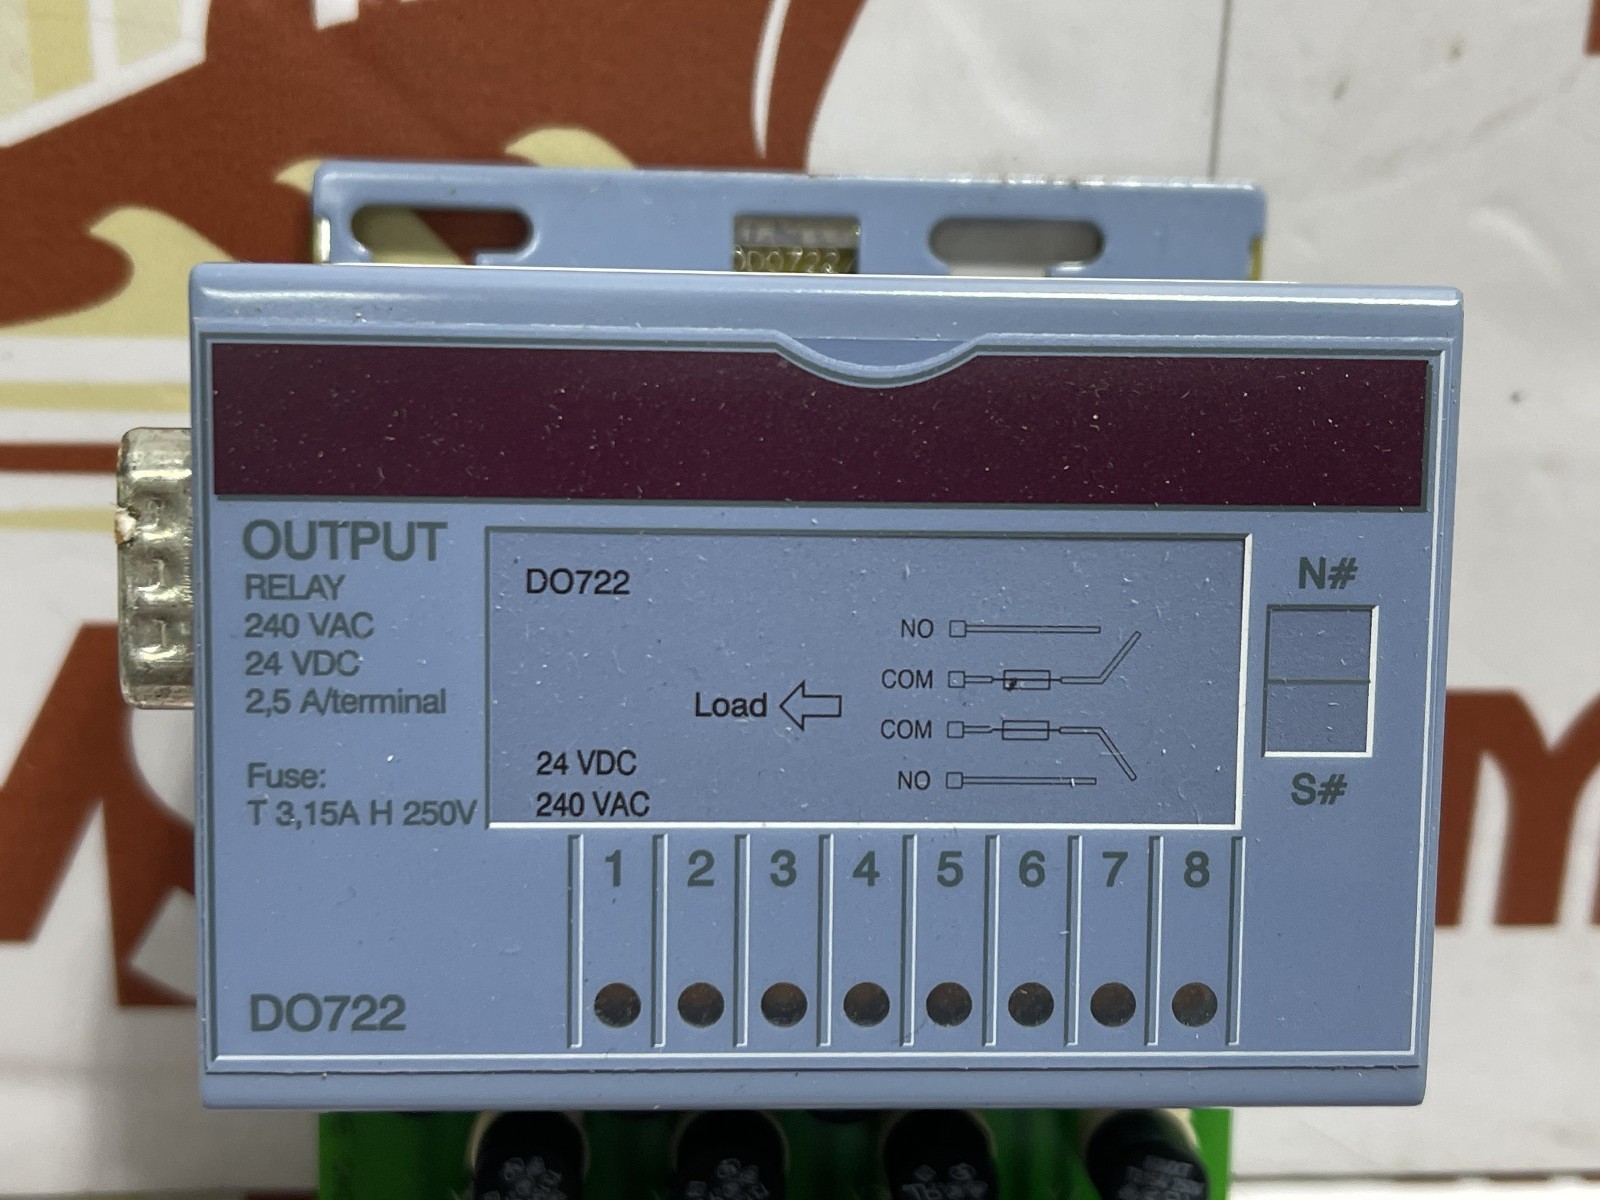 DO722
OUTPUT
RELAY
240 VAC
24 VDC
2,5 A/terminal
Fuse:
T 3,15A H 250V
DO722
NO
COM
Load
COM
NO
24 VDC
240 VAC
N#
S#
1 2 3 4 5 6 7 8
DO722